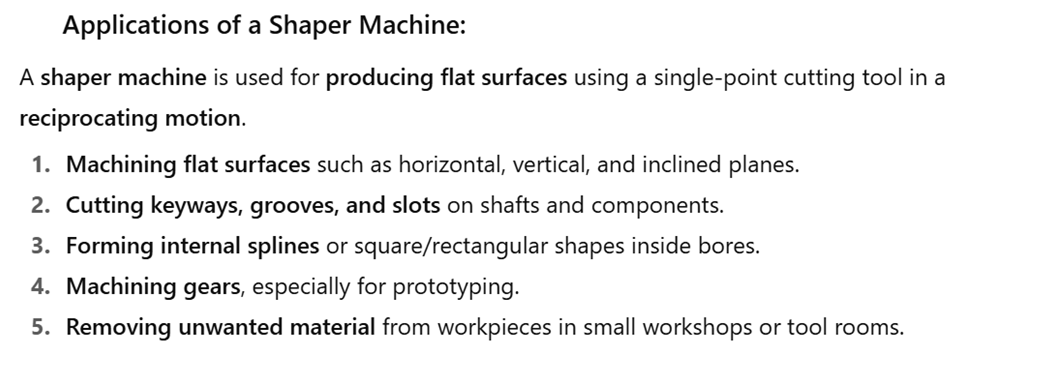 Applications of a Shaper Machine:
A shaper machine is used for producing flat surfaces using a single-point cutting tool in a
reciprocating motion.
1. Machining flat surfaces such as horizontal, vertical, and inclined planes.
2. Cutting keyways, grooves, and slots on shafts and components.
3. Forming internal splines or square/rectangular shapes inside bores.
4. Machining gears, especially for prototyping.
5. Removing unwanted material from workpieces in small workshops or tool rooms.